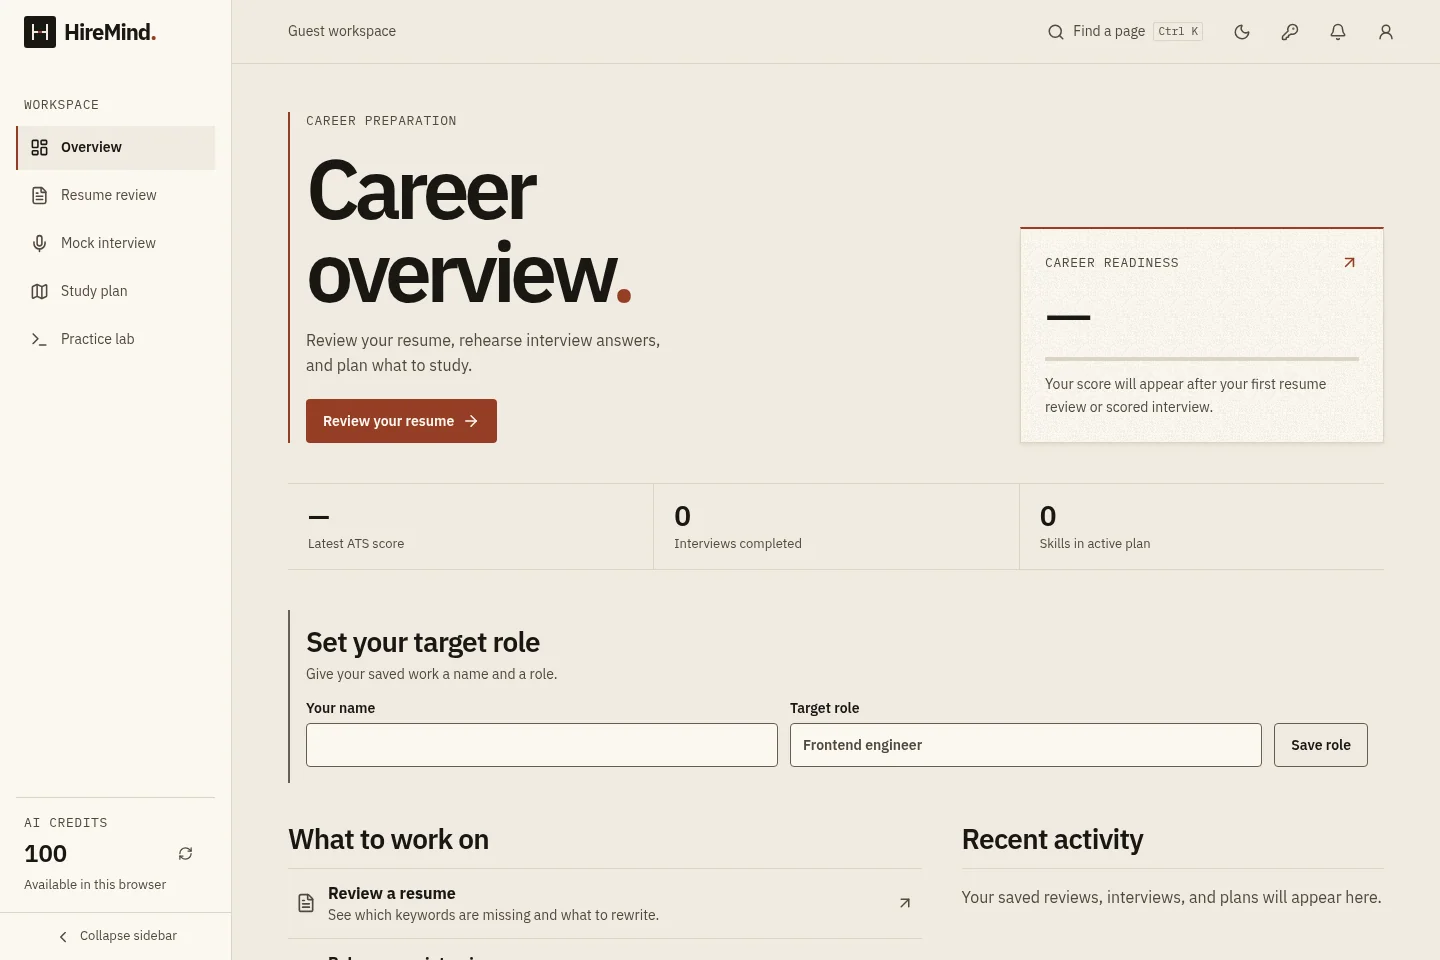 HireMind.
WORKSPACE
Overview
Resume review
Mock interview
Study plan
Practice lab
AI CREDITS
100
Available in this browser
Collapse sidebar
Guest workspace
Find a page
Ctrl K
CAREER PREPARATION
Career
overview.
Review your resume, rehearse interview answers,
and plan what to study.
Review your resume
CAREER READINESS
—
Your score will appear after your first resume
review or scored interview.
—
Latest ATS score
0
Interviews completed
0
Skills in active plan
Set your target role
Give your saved work a name and a role.
Your name
Target role
Frontend engineer
Save role
What to work on
Review a resume
See which keywords are missing and what to rewrite.
Recent activity
Your saved reviews, interviews, and plans will appear here.